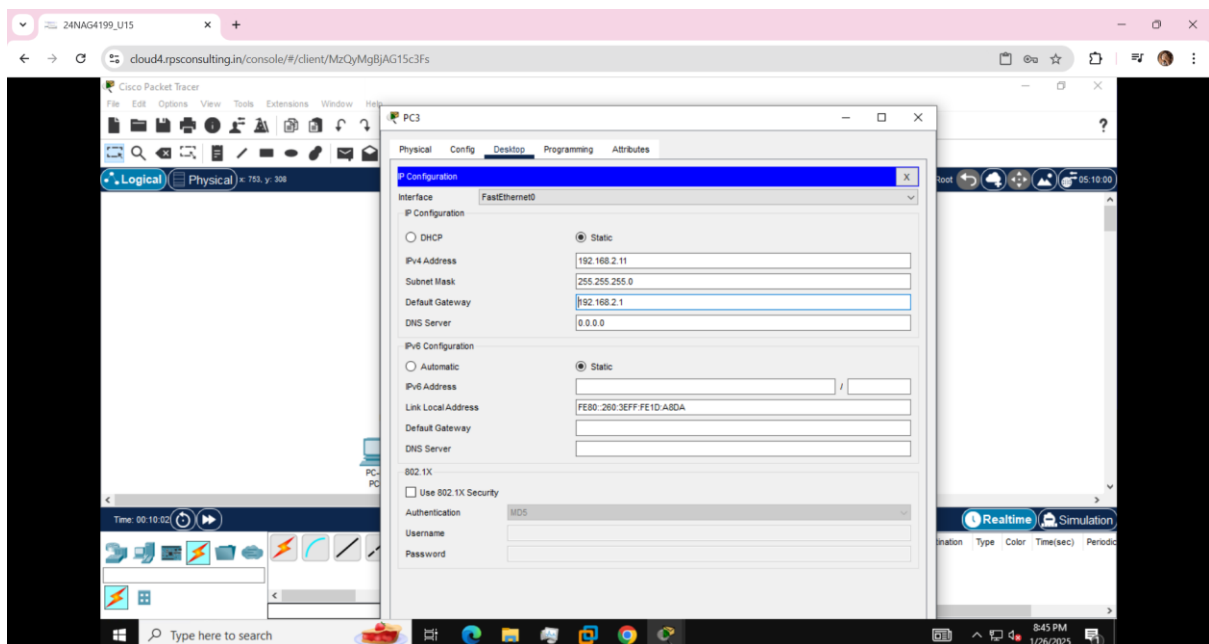 24NAG4199_U15
cloud4.rpsconsulting.in/console/#/client/MzQyMgBjAG15c3Fs
Cisco Packet Tracer
File Edit Options View Tools Extensions Window Help
PC3
?
Physical Config Desktop Programming Attributes
Logical Physical x: 753, y: 308
Root 05:10:00
IP Configuration X
Interface FastEthernet0
IP Configuration
DHCP Static
IPv4 Address 192.168.2.11
Subnet Mask 255.255.255.0
Default Gateway 192.168.2.1
DNS Server 0.0.0.0
IPv6 Configuration
Automatic Static
IPv6 Address /
Link Local Address FE80::260:3EFF:FE1D:A8DA
Default Gateway
DNS Server
802.1X
PC-
PC
Use 802.1X Security
Authentication MD5
Username
Password
Time: 00:10:02
Realtime Simulation
ination Type Color Time(sec) Periodic
Type here to search
8:45 PM
1/26/2025